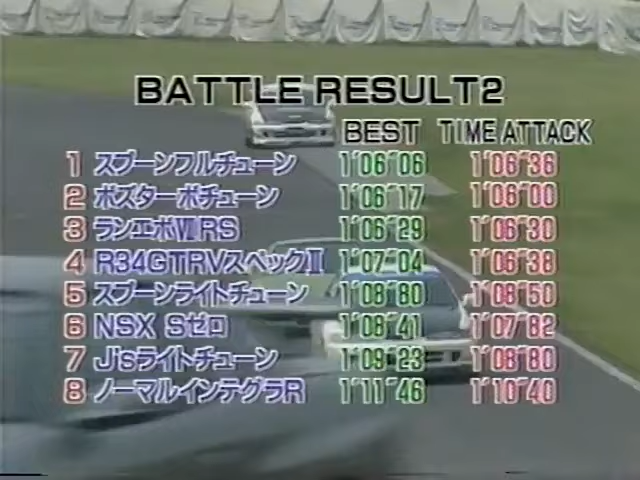 BATTLE RESULT2
BEST TIME ATTACK
1 スプーンフルチューン 1'06"06 1'06"36
2 ボズターボチューン 1'06"17 1'06"00
3 ランエボⅧRS 1'06"29 1'06"30
4 R34GTRVスペックⅡ 1'07"04 1'06"38
5 スプーンライトチューン 1'08"80 1'08"50
6 NSX Sゼロ 1'08"41 1'07"82
7 J'sライトチューン 1'09"23 1'08"80
8 ノーマルインテグラR 1'11"46 1'10"40